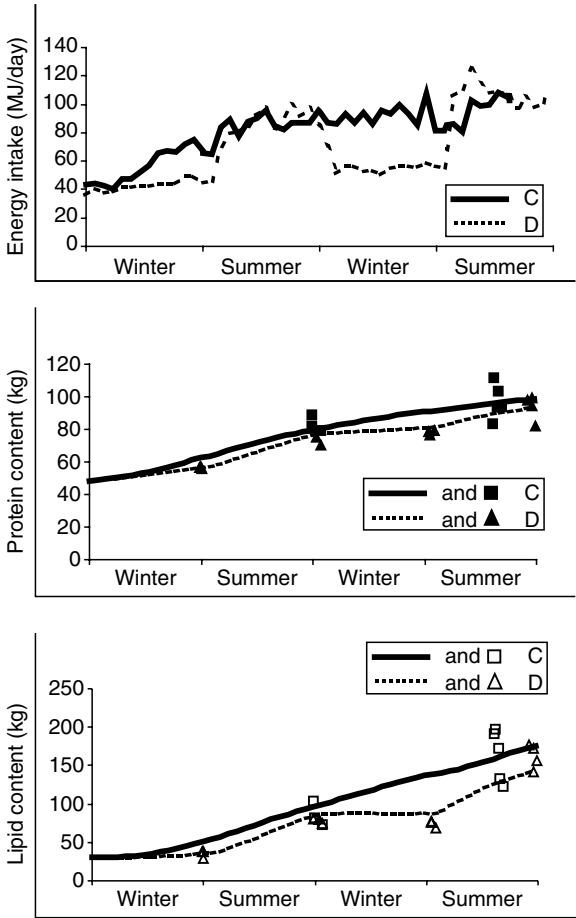 Energy intake (MJ/day)
140
120
100
80
60
40
20
0
C
D
Winter Summer Winter Summer
Protein content (kg)
120
100
80
60
40
20
0
and C
and D
Winter Summer Winter Summer
Lipid content (kg)
and C
and D
250
200
150
100
50
0
Winter Summer Winter Summer